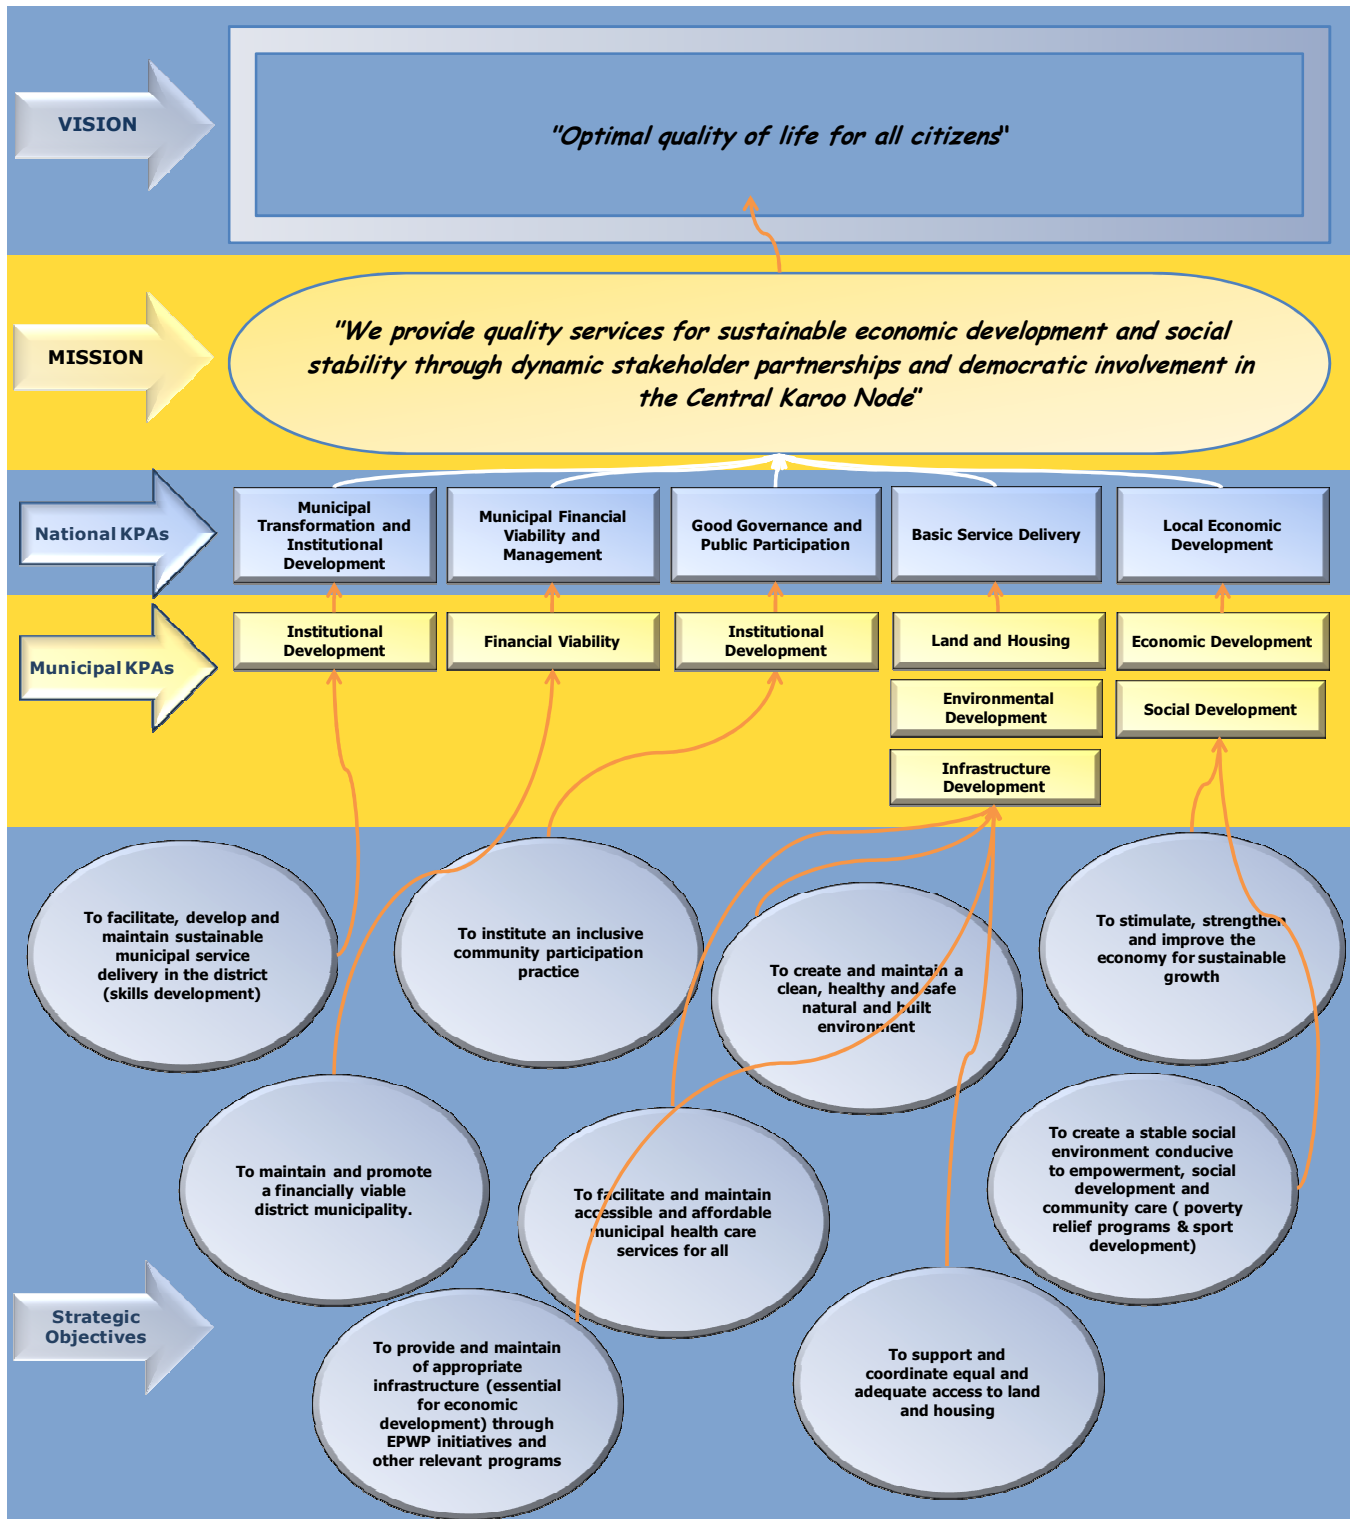 VISION
"Optimal quality of life for all citizens"
MISSION
"We provide quality services for sustainable economic development and social
stability through dynamic stakeholder partnerships and democratic involvement in
the Central Karoo Node"
National KPAs
Municipal
Transformation and
Institutional
Development
Municipal Financial
Viability and
Management
Good Governance and
Public Participation
Basic Service Delivery
Local Economic
Development
Municipal KPAs
Institutional
Development
Financial Viability
Institutional
Development
Land and Housing
Economic Development
Environmental
Development
Social Development
Infrastructure
Development
To facilitate, develop and
maintain sustainable
municipal service
delivery in the district
(skills development)
To institute an inclusive
community participation
practice
To create and maintain a
clean, healthy and safe
natural and built
environment
To stimulate, strengthen
and improve the
economy for sustainable
growth
To maintain and promote
a financially viable
district municipality.
To facilitate and maintain
accessible and affordable
municipal health care
services for all
To create a stable social
environment conducive
to empowerment, social
development and
community care ( poverty
relief programs & sport
development)
Strategic
Objectives
To provide and maintain
of appropriate
infrastructure (essential
for economic
development) through
EPWP initiatives and
other relevant programs
To support and
coordinate equal and
adequate access to land
and housing